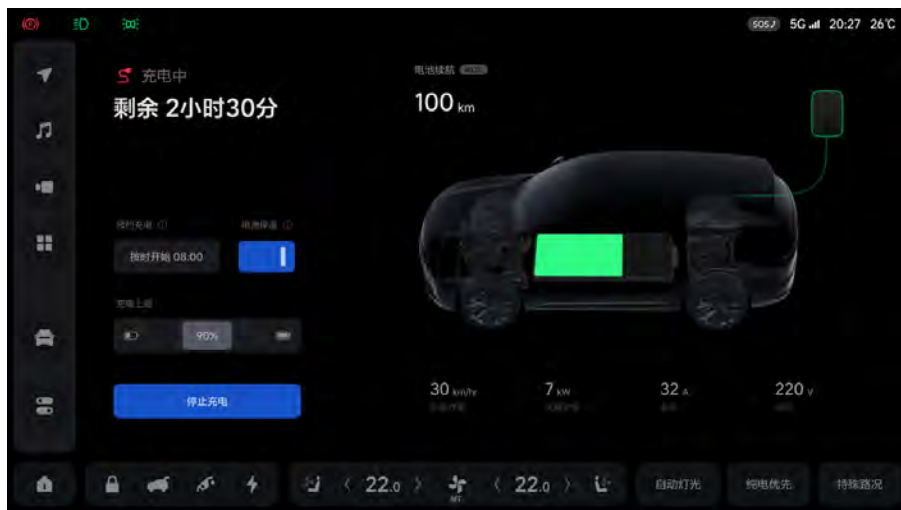 SOS 5G 20:27 26℃
充电中
剩余 2小时30分
电池续航
100 km
预约充电
电池保温
按时开始 08:00
充电上限
90%
停止充电
30 km/hr
7 kW
32 A
220 V
22.0
22.0
自动灯光
纯电优先
特殊路况